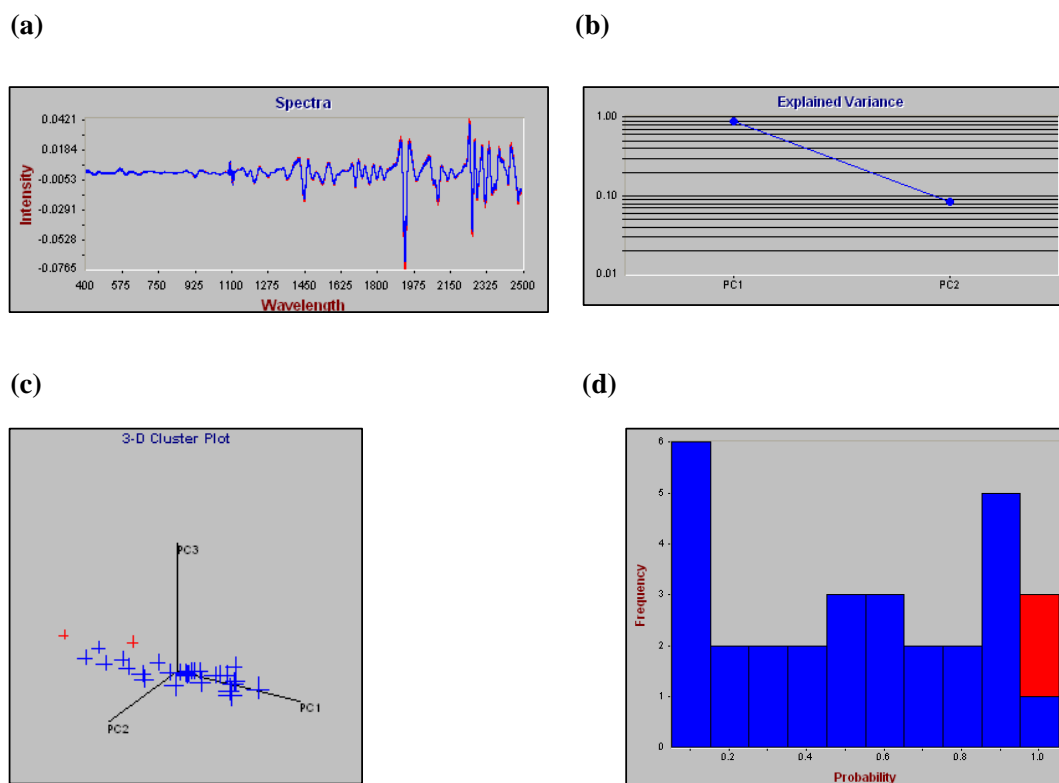 (a)
(b)
Spectra
0.0421
0.0184
-0.0053
-0.0291
-0.0528
-0.0765
Intensity
400 575 750 925 1100 1275 1450 1625 1800 1975 2150 2325 2500
Wavelength
Explained Variance
1.00
0.10
0.01
PC1 PC2
(c)
(d)
3-D Cluster Plot
PC3
PC2
PC1
6
5
4
3
2
1
0
Frequency
0.2 0.4 0.6 0.8 1.0
Probability